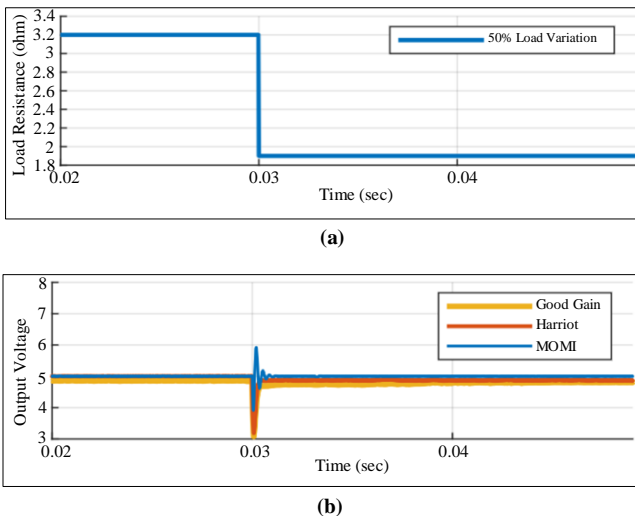 3.4
3.2
3
2.8
2.6
2.4
2.2
2
1.8
Load Resistance (ohm)
50% Load Variation
0.02
0.03
0.04
Time (sec)
(a)
8
7
6
5
4
3
Output Voltage
Good Gain
Harriot
MOMI
0.02
0.03
0.04
Time (sec)
(b)